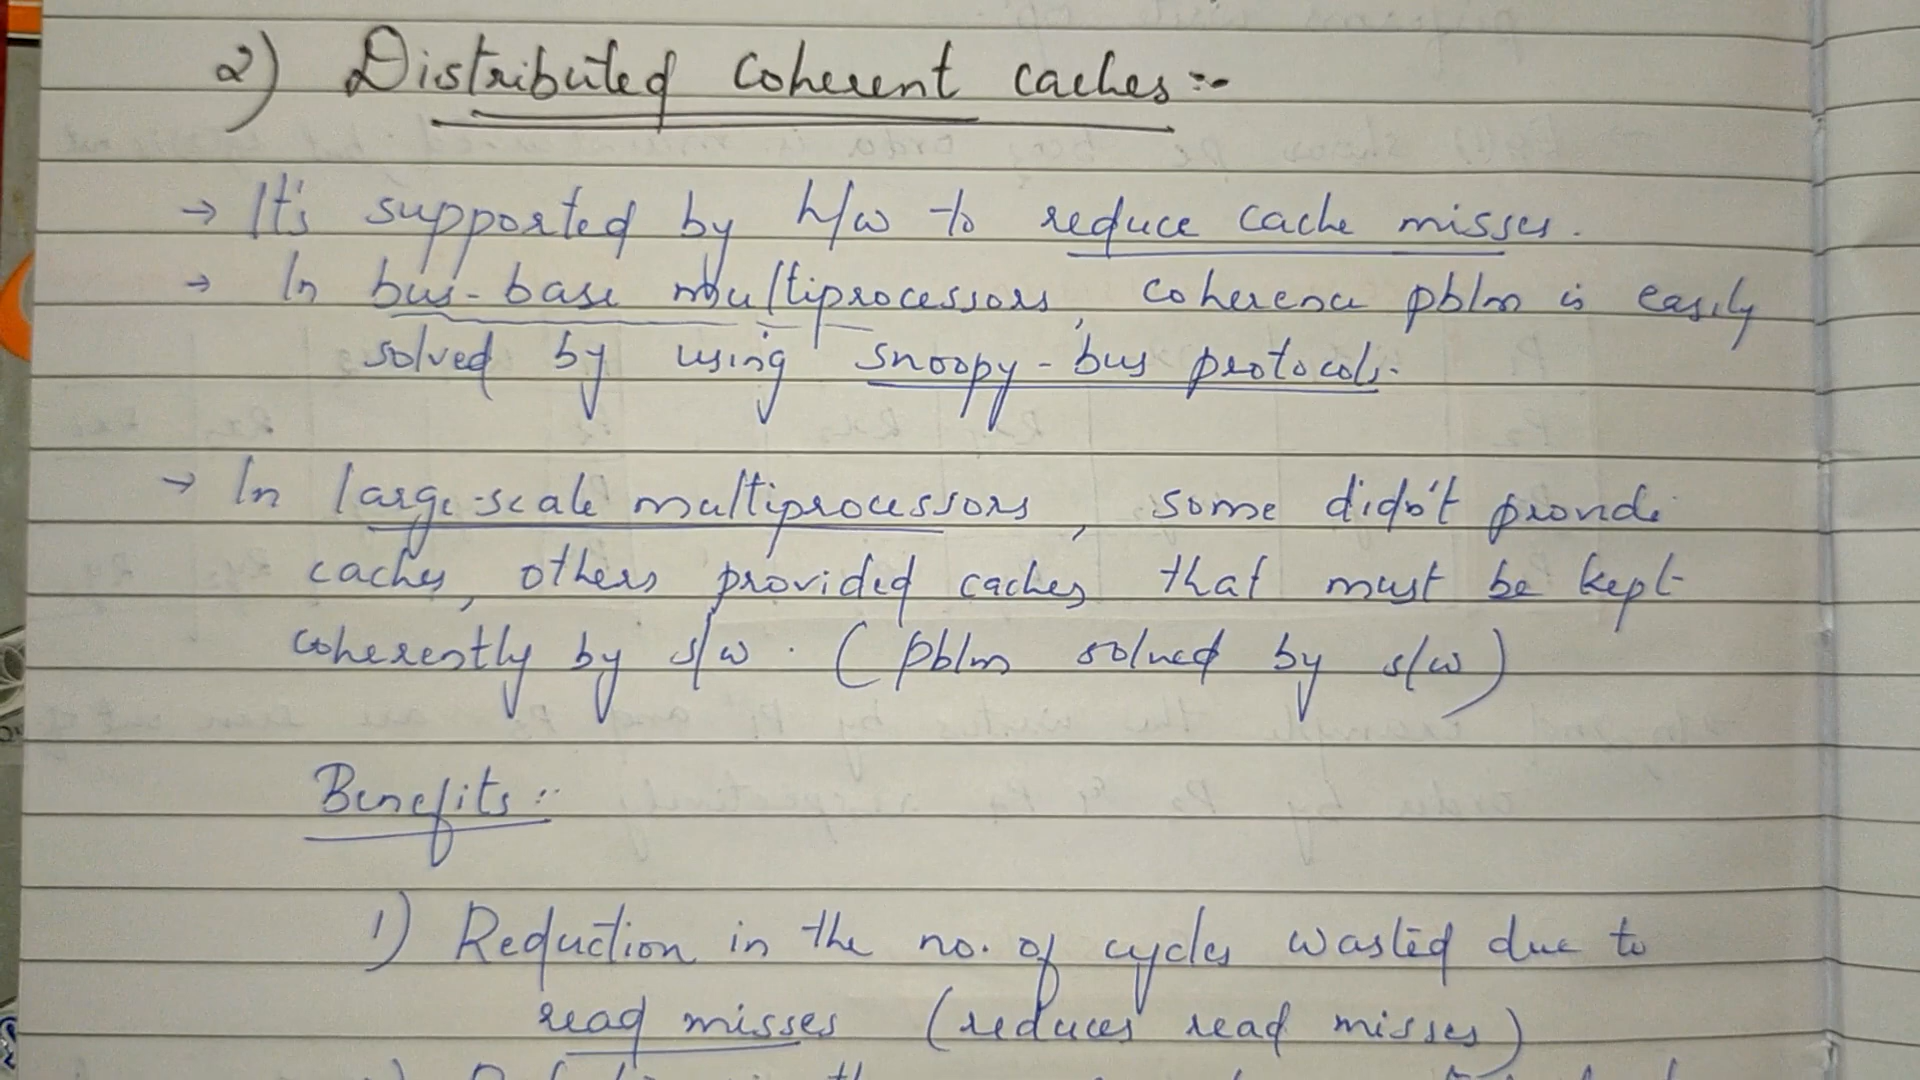 2) Distributed Coherent caches :-
→ It's supported by h/w to reduce cache misses.
→ In bus-base multiprocessors, coherence pblm is easily
solved by using snoopy-bus protocols.
→ In large-scale multiprocessors, some didn't provide
caches, others provided caches that must be kept
coherently by s/w. (pblm solved by s/w)
Benefits :-
1) Reduction in the no. of cycles wasted due to
read misses (reduces read misses)